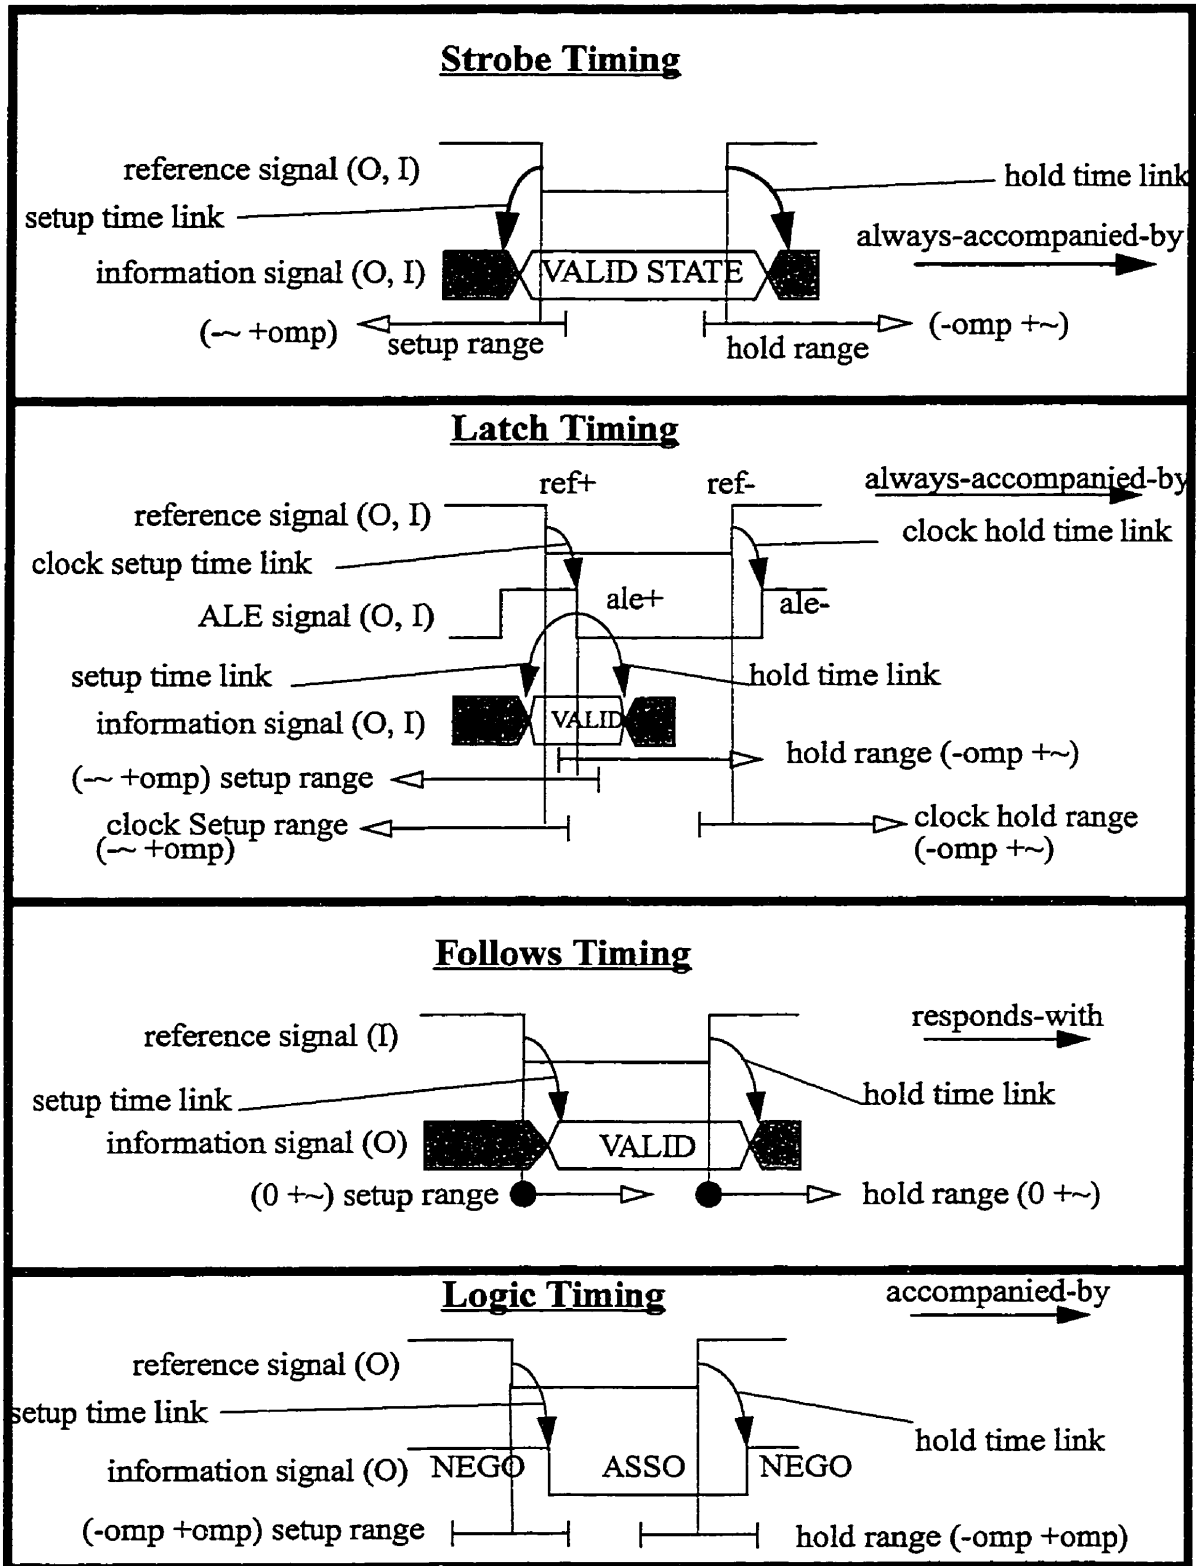 Strobe Timing
reference signal (O, I)
hold time link
setup time link
always-accompanied-by
information signal (O, I)
VALID STATE
(-~ +omp)
setup range
hold range
(-omp +~)
Latch Timing
ref+
ref-
always-accompanied-by
reference signal (O, I)
clock hold time link
clock setup time link
ale+
ale-
ALE signal (O, I)
setup time link
hold time link
information signal (O, I)
VALID
hold range (-omp +~)
(-~ +omp) setup range
clock Setup range
(-~ +omp)
clock hold range
(-omp +~)
Follows Timing
responds-with
reference signal (I)
setup time link
hold time link
information signal (O)
VALID
(0 +~) setup range
hold range (0 +~)
Logic Timing
accompanied-by
reference signal (O)
setup time link
hold time link
information signal (O)
NEGO
ASSO
NEGO
(-omp +omp) setup range
hold range (-omp +omp)